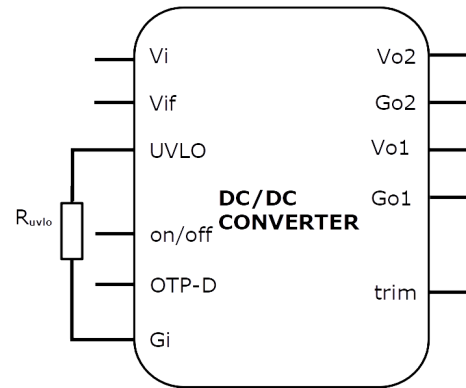 Vi
Vif
UVLO
Ruvlo
on/off
OTP-D
Gi
DC/DC
CONVERTER
Vo2
Go2
Vo1
Go1
trim